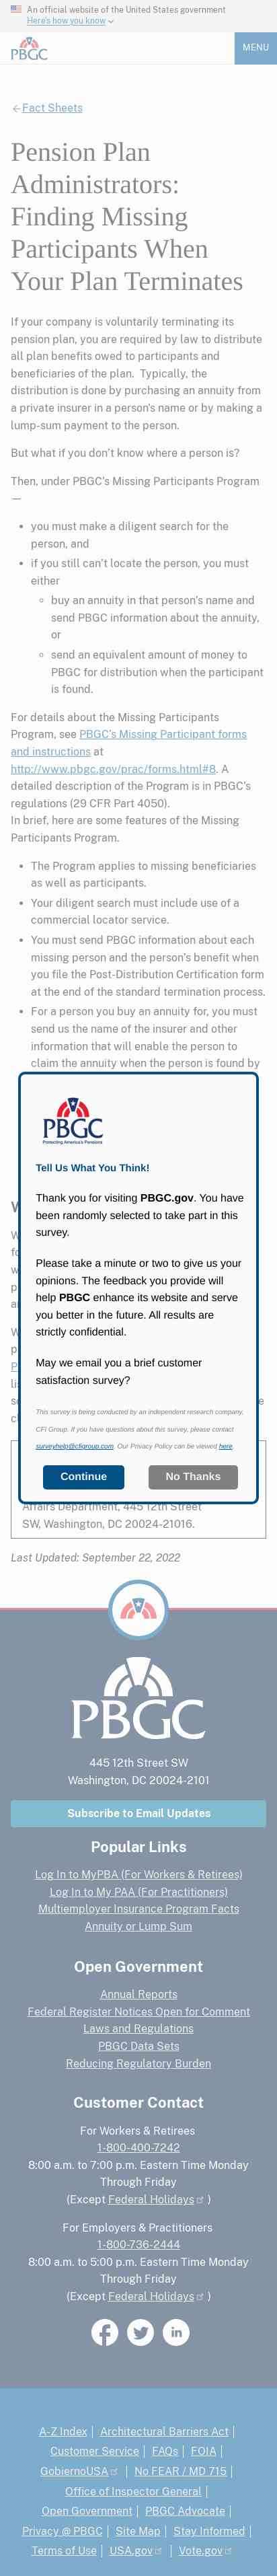 An official website of the United States government
Here's how you know
PBGC
MENU
Fact Sheets
Pension Plan
Administrators:
Finding Missing
Participants When
Your Plan Terminates
If your company is voluntarily terminating its
pension plan, you are required by law to distribute
all plan benefits owed to participants and
beneficiaries of the plan. Typically, the
distribution is done by purchasing an annuity from
a private insurer in a person's name or by making a
lump-sum payment to the person.
But what if you don't know where a person is?
Then, under PBGC's Missing Participants Program
—
you must make a diligent search for the
person, and
if you still can't locate the person, you must
either
buy an annuity in that person's name and
send PBGC information about the annuity,
or
send an equivalent amount of money to
PBGC for distribution when the participant
is found.
For details about the Missing Participants
Program, see PBGC's Missing Participant forms
and instructions at
http://www.pbgc.gov/prac/forms.html#8. A
detailed description of the Program is in PBGC's
regulations (29 CFR Part 4050).
In brief, here are some features of the Missing
Participants Program.
The Program applies to missing beneficiaries
as well as participants.
Your diligent search must include use of a
commercial locator service.
You must send PBGC information about each
missing person and the person's benefit when
you file the Post-Distribution Certification form
at the end of the standard termination process.
For a person you buy an annuity for, you must
send us the name of the insurer and other
information that will enable the person to
claim the annuity when the person is found by
PBGC
Protecting America's Pensions
Tell Us What You Think!
Thank you for visiting PBGC.gov. You have
been randomly selected to take part in this
survey.
Please take a minute or two to give us your
opinions. The feedback you provide will
help PBGC enhance its website and serve
you better in the future. All results are
strictly confidential.
May we email you a brief customer
satisfaction survey?
This survey is being conducted by an independent research company,
CFI Group. If you have questions about this survey, please contact
surveyhelp@cfigroup.com. Our Privacy Policy can be viewed here.
Continue
No Thanks
Affairs Department, 445 12th Street
SW, Washington, DC 20024-21016.
Last Updated: September 22, 2022
PBGC
445 12th Street SW
Washington, DC 20024-2101
Subscribe to Email Updates
Popular Links
Log In to MyPBA (For Workers & Retirees)
Log In to My PAA (For Practitioners)
Multiemployer Insurance Program Facts
Annuity or Lump Sum
Open Government
Annual Reports
Federal Register Notices Open for Comment
Laws and Regulations
PBGC Data Sets
Reducing Regulatory Burden
Customer Contact
For Workers & Retirees
1-800-400-7242
8:00 a.m. to 7:00 p.m. Eastern Time Monday
Through Friday
(Except Federal Holidays )
For Employers & Practitioners
1-800-736-2444
8:00 a.m. to 5:00 p.m. Eastern Time Monday
Through Friday
(Except Federal Holidays )
A-Z Index | Architectural Barriers Act |
Customer Service | FAQs | FOIA |
GobiernoUSA | No FEAR / MD 715 |
Office of Inspector General |
Open Government | PBGC Advocate |
Privacy @ PBGC | Site Map | Stay Informed |
Terms of Use | USA.gov | Vote.gov